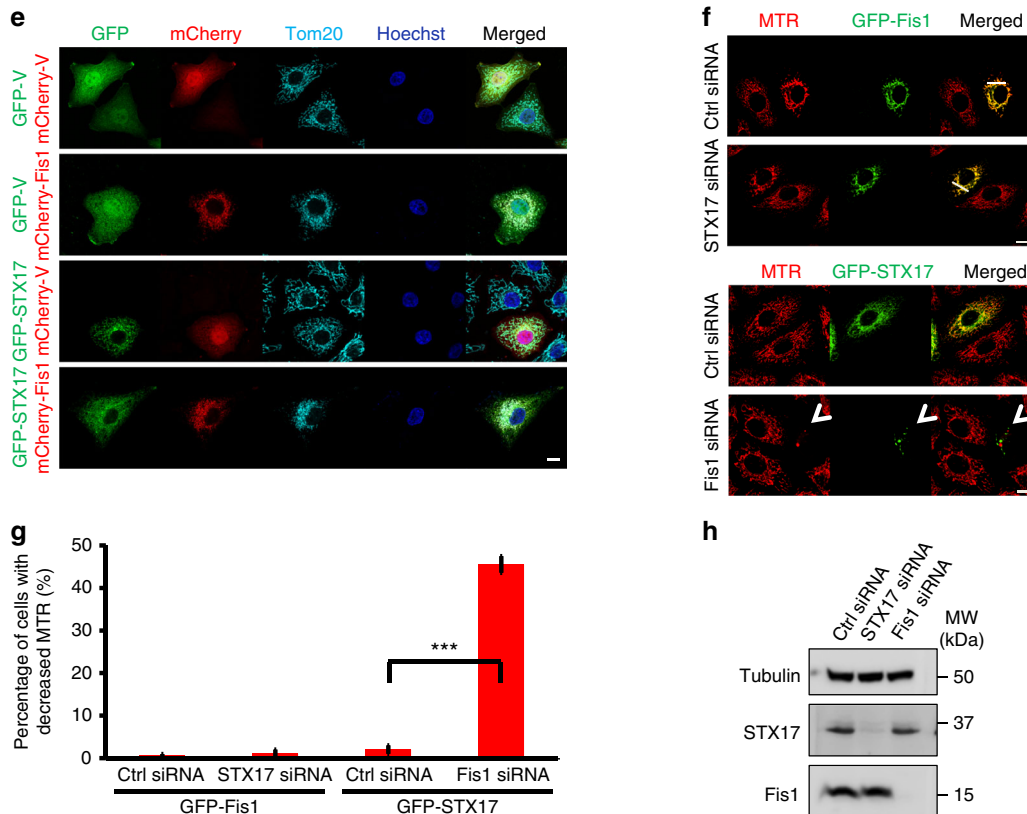 e
GFP mCherry Tom20 Hoechst Merged
GFP-V
mCherry-V
GFP-V
mCherry-Fis1
GFP-STX17
mCherry-V
GFP-STX17
mCherry-Fis1
f
MTR GFP-Fis1 Merged
Ctrl siRNA
STX17 siRNA
MTR GFP-STX17 Merged
Ctrl siRNA
Fis1 siRNA
g
Percentage of cells with
decreased MTR (%)
50
40
30
20
10
0
***
Ctrl siRNA STX17 siRNA Ctrl siRNA Fis1 siRNA
GFP-Fis1 GFP-STX17
h
Ctrl siRNA
STX17 siRNA
Fis1 siRNA
MW
(kDa)
Tubulin 50
STX17 37
Fis1 15